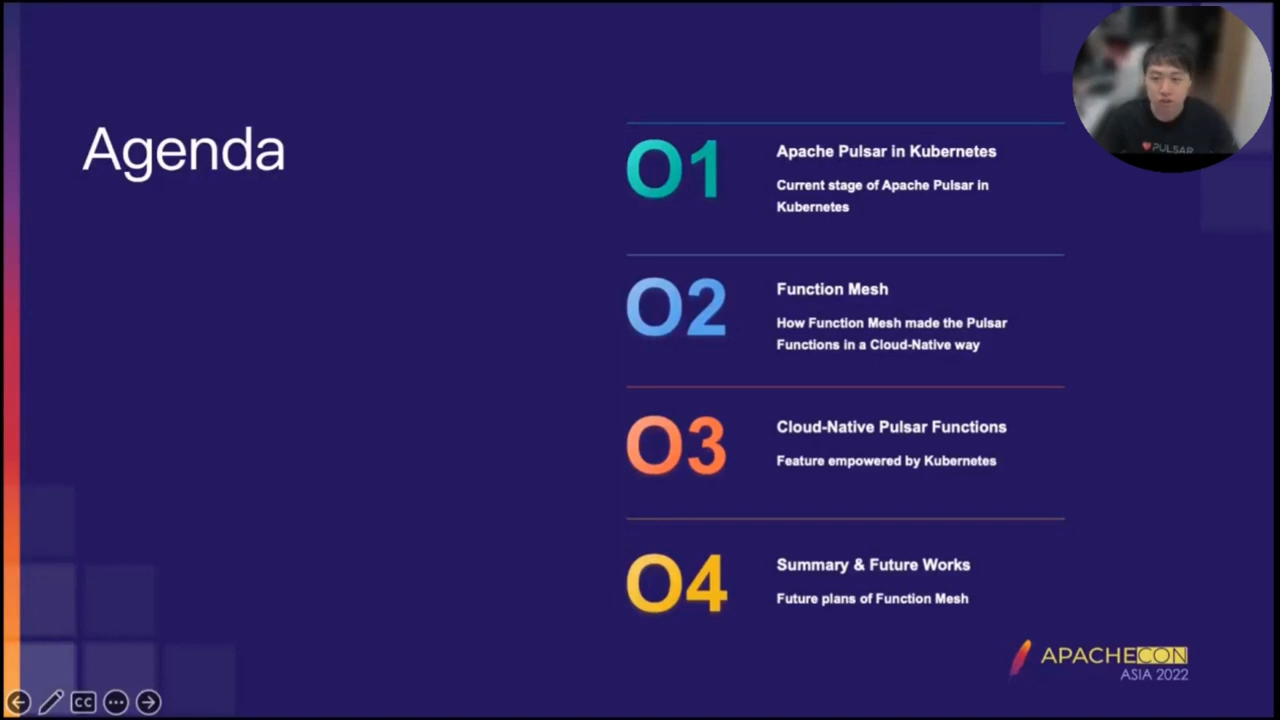 Agenda
01
Apache Pulsar in Kubernetes
Current stage of Apache Pulsar in
Kubernetes
02
Function Mesh
How Function Mesh made the Pulsar
Functions in a Cloud-Native way
03
Cloud-Native Pulsar Functions
Feature empowered by Kubernetes
04
Summary & Future Works
Future plans of Function Mesh
APACHECON
ASIA 2022
PULSAR
CC